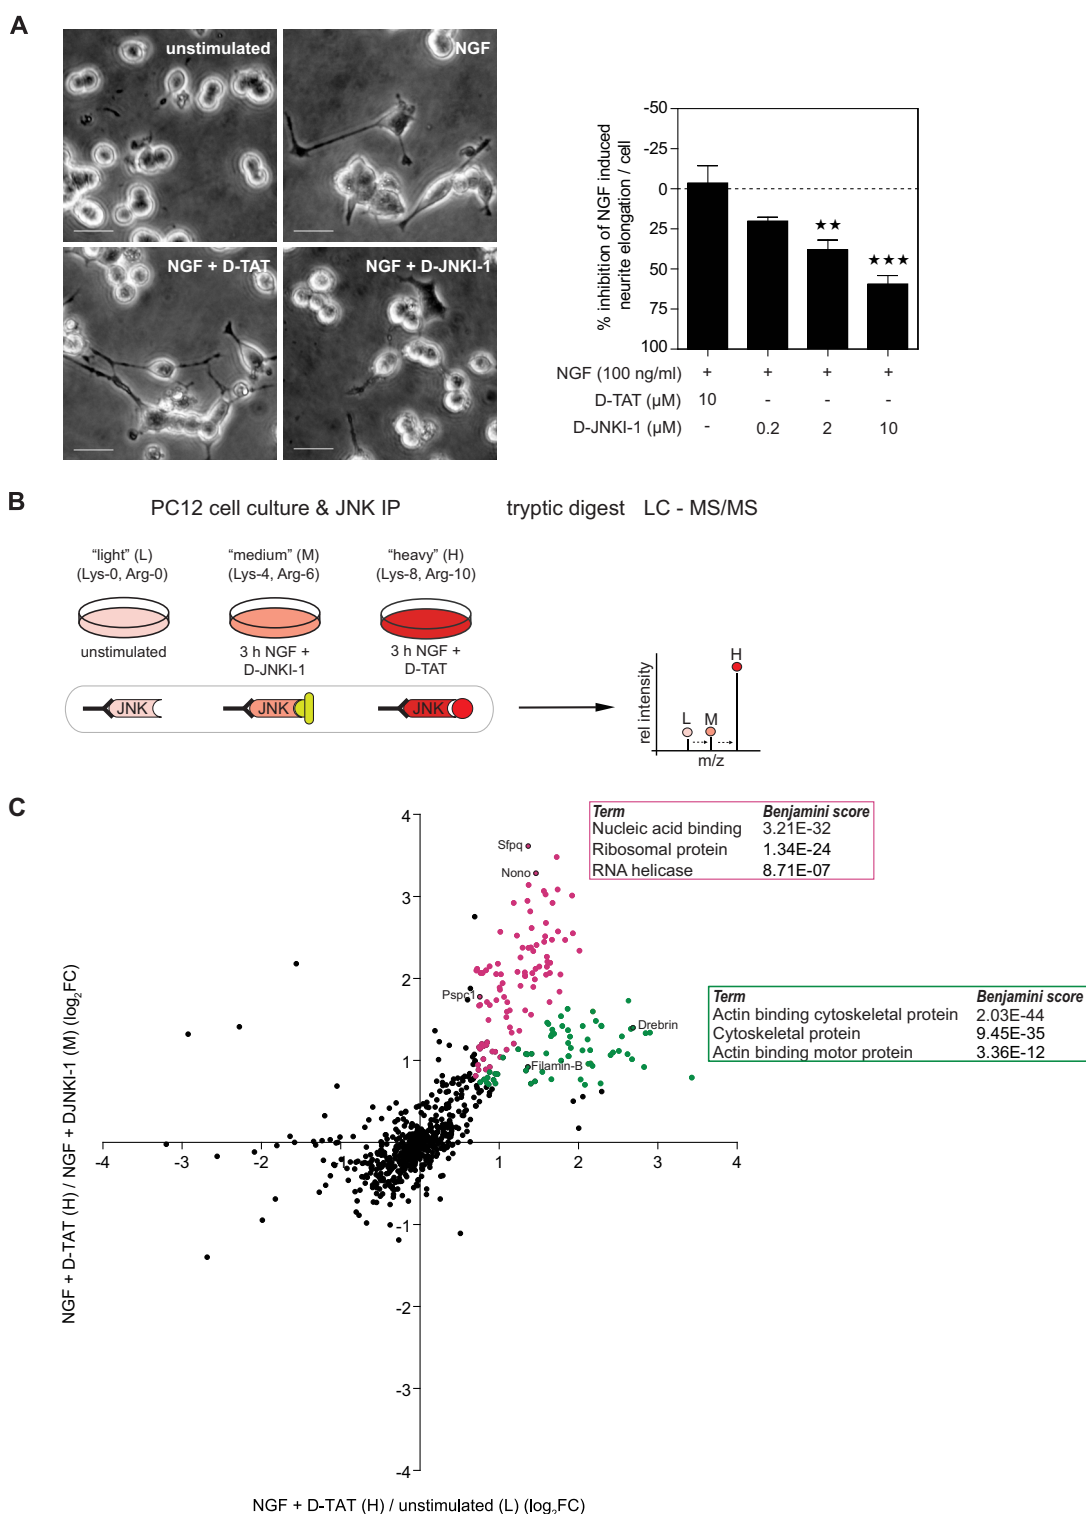 A
unstimulated
NGF
NGF + D-TAT
NGF + D-JNKI-1
% inhibition of NGF induced
neurite elongation / cell
-50
-25
0
25
50
75
100
★★
★★★
NGF (100 ng/ml) + + + +
D-TAT (µM) 10 - - -
D-JNKI-1 (µM) - 0.2 2 10
B
PC12 cell culture & JNK IP tryptic digest LC - MS/MS
“light” (L) “medium” (M) “heavy” (H)
(Lys-0, Arg-0) (Lys-4, Arg-6) (Lys-8, Arg-10)
unstimulated 3 h NGF + 3 h NGF +
D-JNKI-1 D-TAT
JNK JNK JNK
rel intensity
L M H
m/z
C
Term Benjamini score
Nucleic acid binding 3.21E-32
Ribosomal protein 1.34E-24
RNA helicase 8.71E-07
Term Benjamini score
Actin binding cytoskeletal protein 2.03E-44
Cytoskeletal protein 9.45E-35
Actin binding motor protein 3.36E-12
Sfpq
Nono
Pspc1
Drebrin
Filamin-B
4
3
2
1
-1
-2
-3
-4
-4 -3 -2 -1 1 2 3 4
NGF + D-TAT (H) / NGF + DJNKI-1 (M) (log₂FC)
NGF + D-TAT (H) / unstimulated (L) (log₂FC)